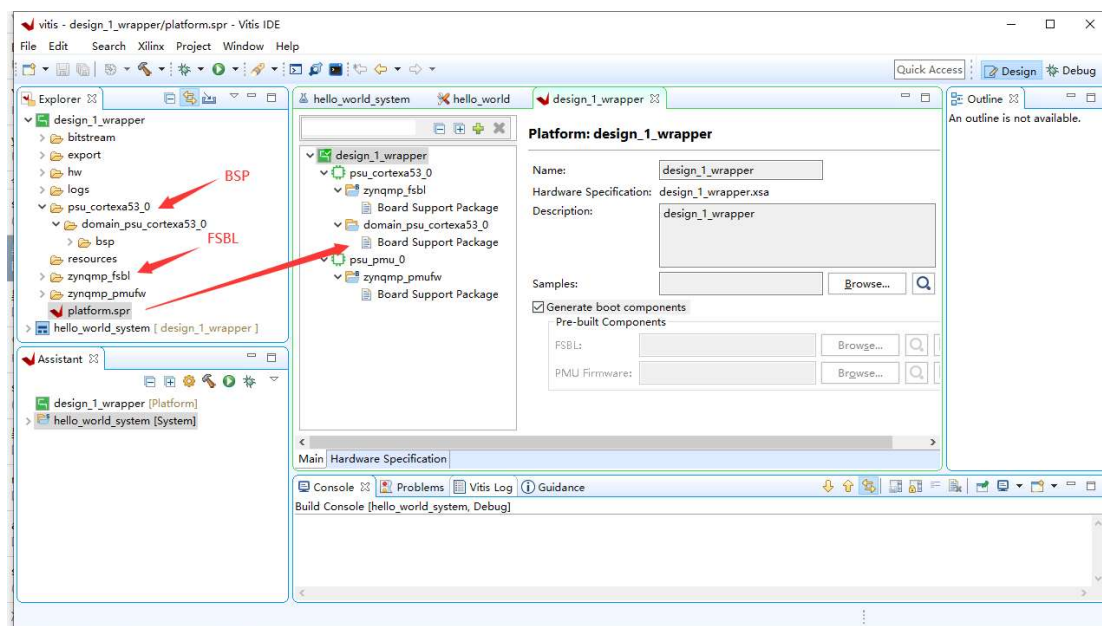 vitis - design_1_wrapper/platform.spr - Vitis IDE
File Edit Search Xilinx Project Window Help
Quick Access
Design
Debug
Explorer
design_1_wrapper
bitstream
export
hw
logs
psu_cortexa53_0
domain_psu_cortexa53_0
bsp
resources
zynqmp_fsbl
zynqmp_pmufw
platform.spr
hello_world_system [ design_1_wrapper ]
BSP
FSBL
Assistant
design_1_wrapper [Platform]
hello_world_system [System]
hello_world_system
hello_world
design_1_wrapper
design_1_wrapper
psu_cortexa53_0
zynqmp_fsbl
Board Support Package
domain_psu_cortexa53_0
Board Support Package
psu_pmu_0
zynqmp_pmufw
Board Support Package
Platform: design_1_wrapper
Name: design_1_wrapper
Hardware Specification: design_1_wrapper.xsa
Description: design_1_wrapper
Samples: Browse...
Generate boot components
Pre-built Components
FSBL: Browse...
PMU Firmware: Browse...
Main Hardware Specification
Outline
An outline is not available.
Console Problems Vitis Log Guidance
Build Console [hello_world_system, Debug]